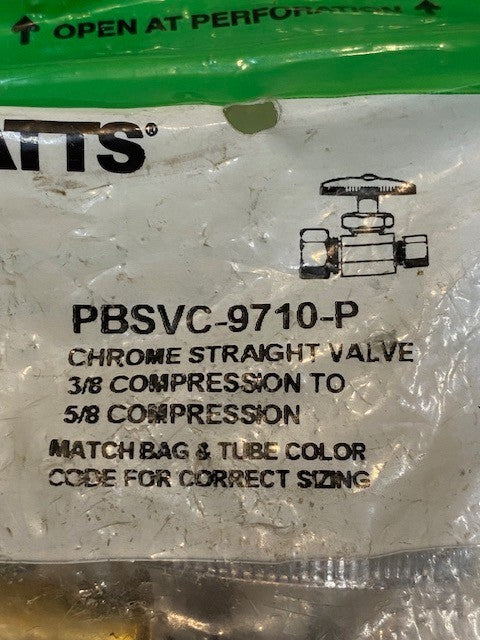 ↑ OPEN AT PERFORATION ↑
ATTS®
PBSVC-9710-P
CHROME STRAIGHT VALVE
3/8 COMPRESSION TO
5/8 COMPRESSION
MATCH BAG & TUBE COLOR
CODE FOR CORRECT SIZING